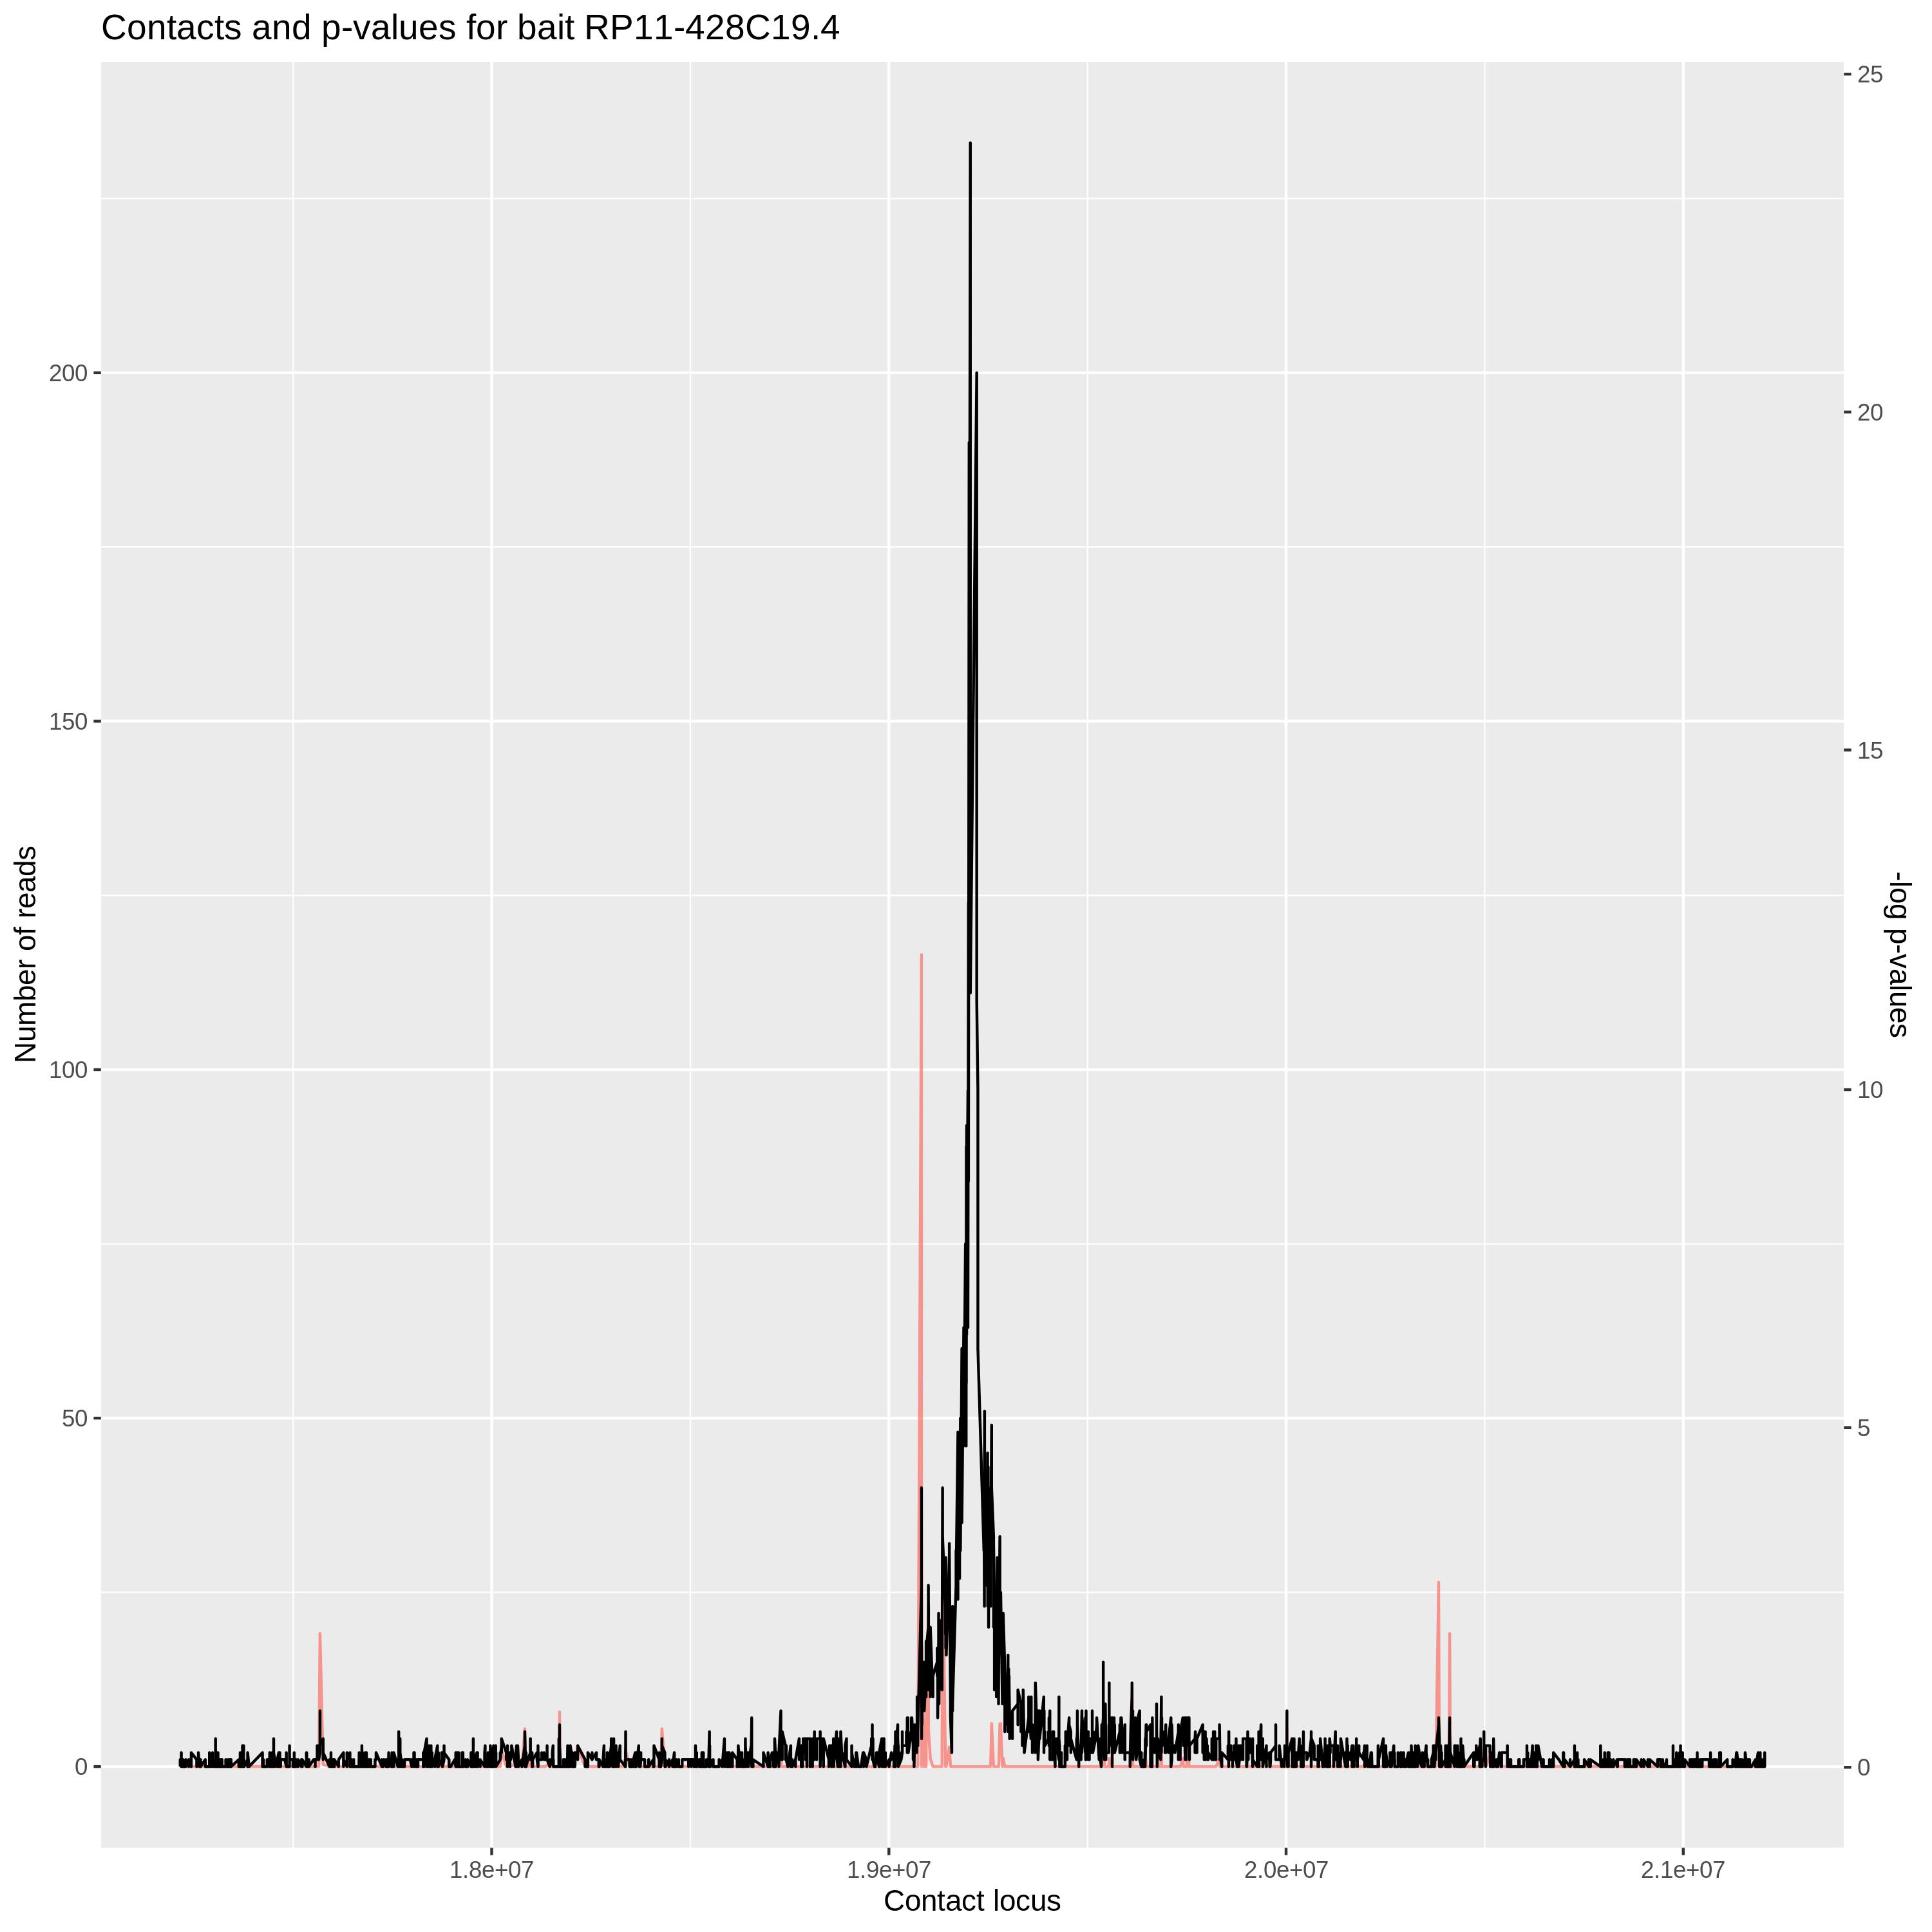 Contacts and p-values for bait RP11-428C19.4
Number of reads
200
150
100
50
0
25
20
15
10
5
0
-log p-values
1.8e+07
1.9e+07
2.0e+07
2.1e+07
Contact locus